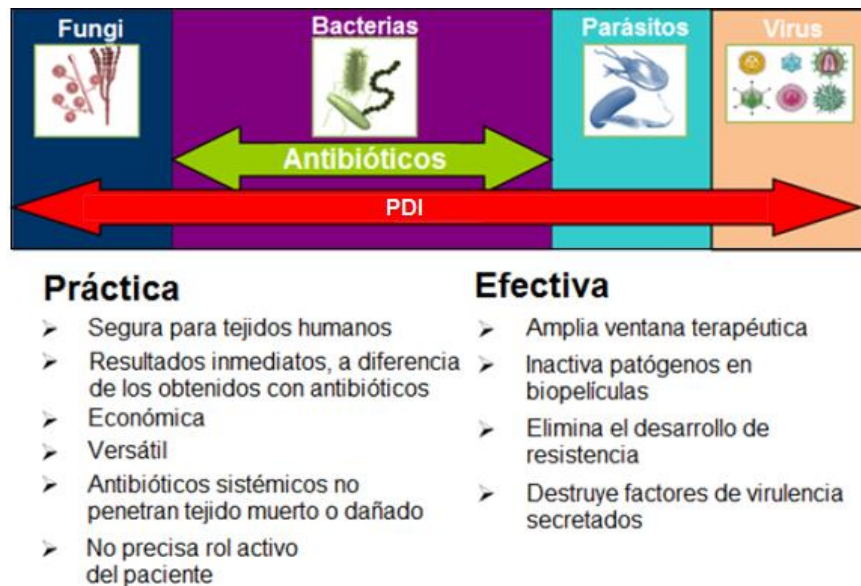 Fungi
Bacterias
Parásitos
Virus
Antibióticos
PDI
Práctica
Segura para tejidos humanos
Resultados inmediatos, a diferencia
de los obtenidos con antibióticos
Económica
Versátil
Antibióticos sistémicos no
penetran tejido muerto o dañado
No precisa rol activo
del paciente
Efectiva
Amplia ventana terapéutica
Inactiva patógenos en
biopelículas
Elimina el desarrollo de
resistencia
Destruye factores de virulencia
secretados